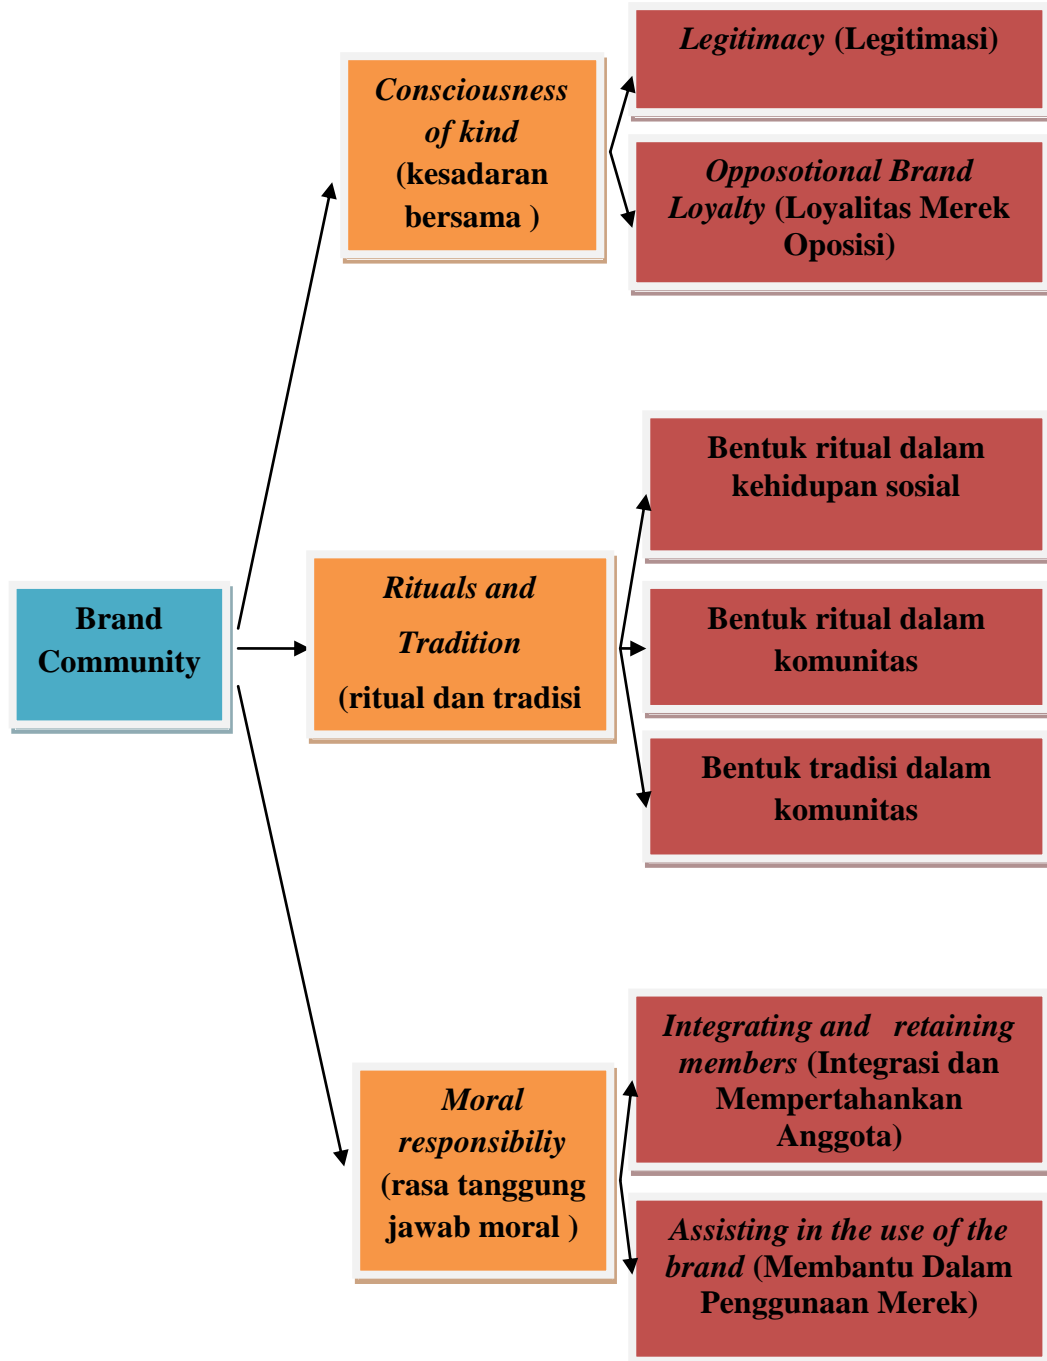 Legitimacy (Legitimasi)
Consciousness
of kind
(kesadaran
bersama )
Opposotional Brand
Loyalty (Loyalitas Merek
Oposisi)
Bentuk ritual dalam
kehidupan sosial
Brand
Community
Rituals and
Tradition
(ritual dan tradisi
Bentuk ritual dalam
komunitas
Bentuk tradisi dalam
komunitas
Moral
responsibiliy
(rasa tanggung
jawab moral )
Integrating and retaining
members (Integrasi dan
Mempertahankan
Anggota)
Assisting in the use of the
brand (Membantu Dalam
Penggunaan Merek)